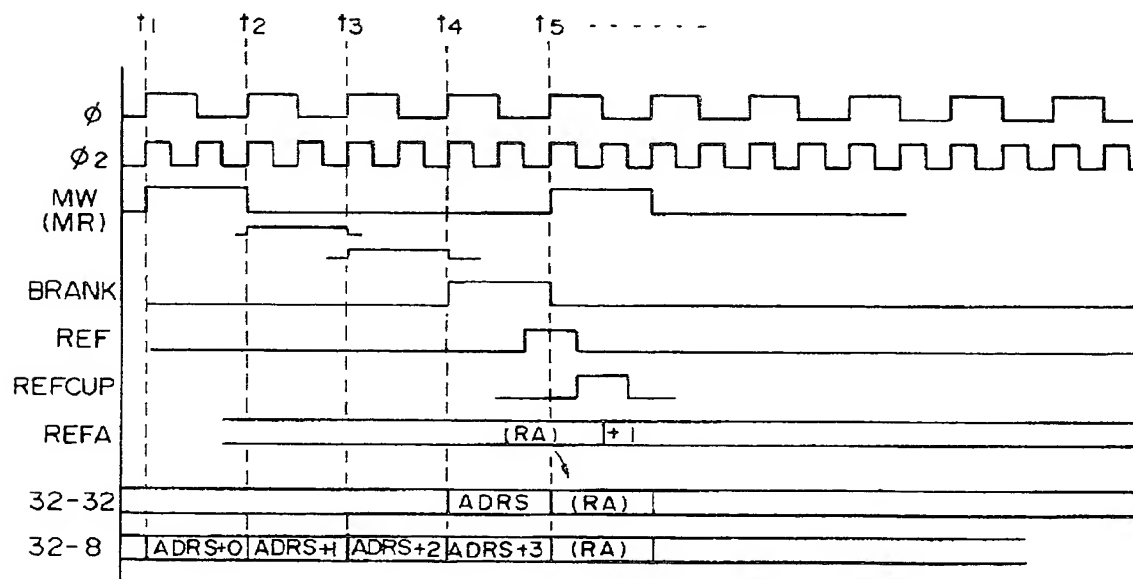 t1 t2 t3 t4 t5 - - - - - -
ø
ø2
MW
(MR)
BRANK
REF
REFCUP
REFA (RA) +1
32-32 ADRS (RA)
32-8 ADRS+0 ADRS+1 ADRS+2 ADRS+3 (RA)